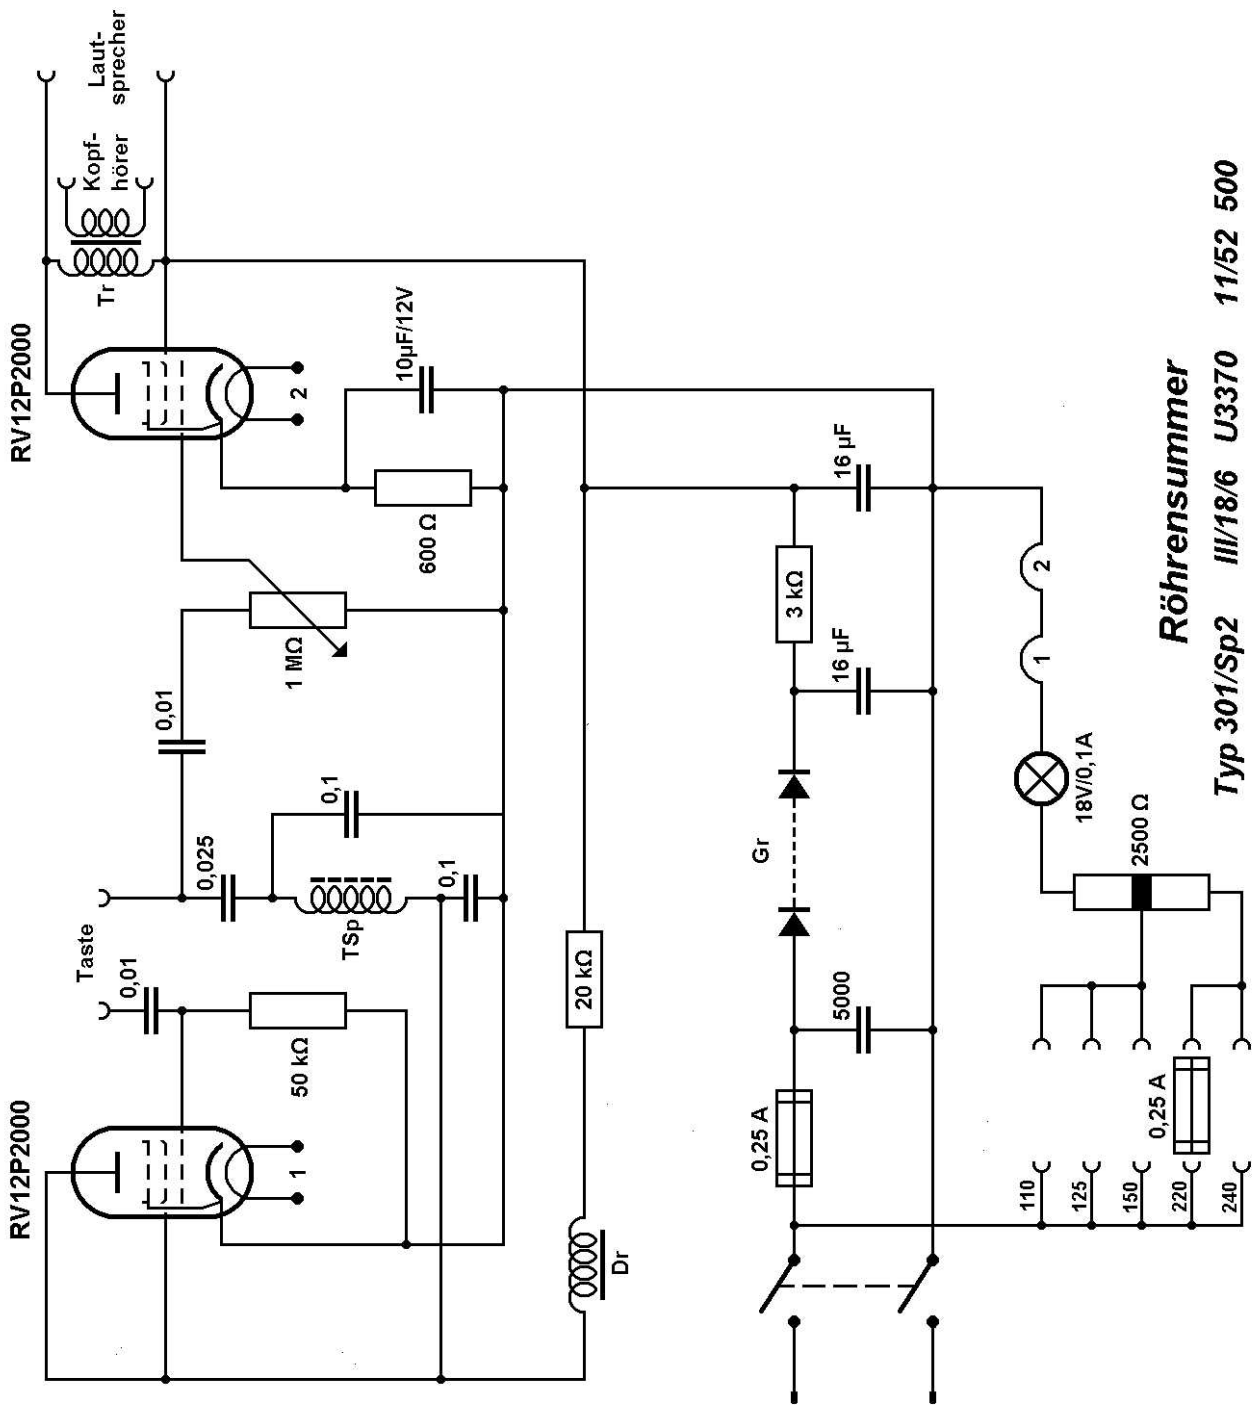 RV12P2000
RV12P2000
Taste
Tr
Kopf-
hörer
Laut-
sprecher
0,01
0,025
0,01
50 kΩ
TSp
0,1
0,1
1 MΩ
600 Ω
10µF/12V
1
2
Dr
20 kΩ
0,25 A
5000
Gr
16 µF
3 kΩ
16 µF
110
125
150
220
240
0,25 A
2500 Ω
18V/0,1A
1
2
Röhrensummer
Typ 301/Sp2 III/18/6 U3370 11/52 500